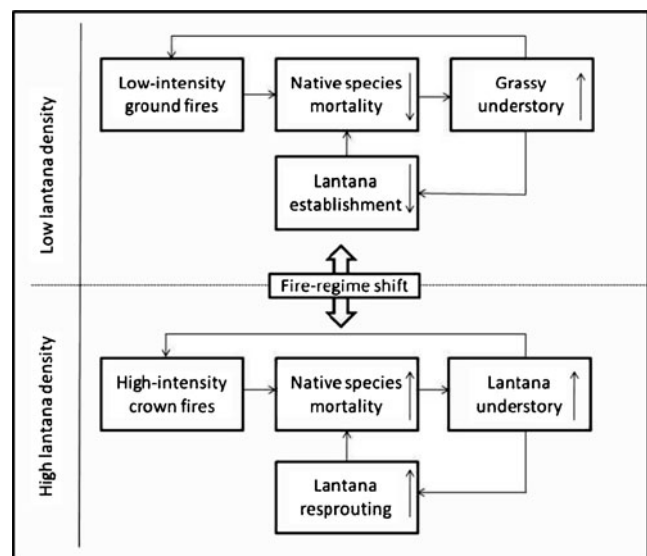 Low lantana density
Low-intensity
ground fires
Native species
mortality
Grassy
understory
Lantana
establishment
Fire-regime shift
High lantana density
High-intensity
crown fires
Native species
mortality
Lantana
understory
Lantana
resprouting